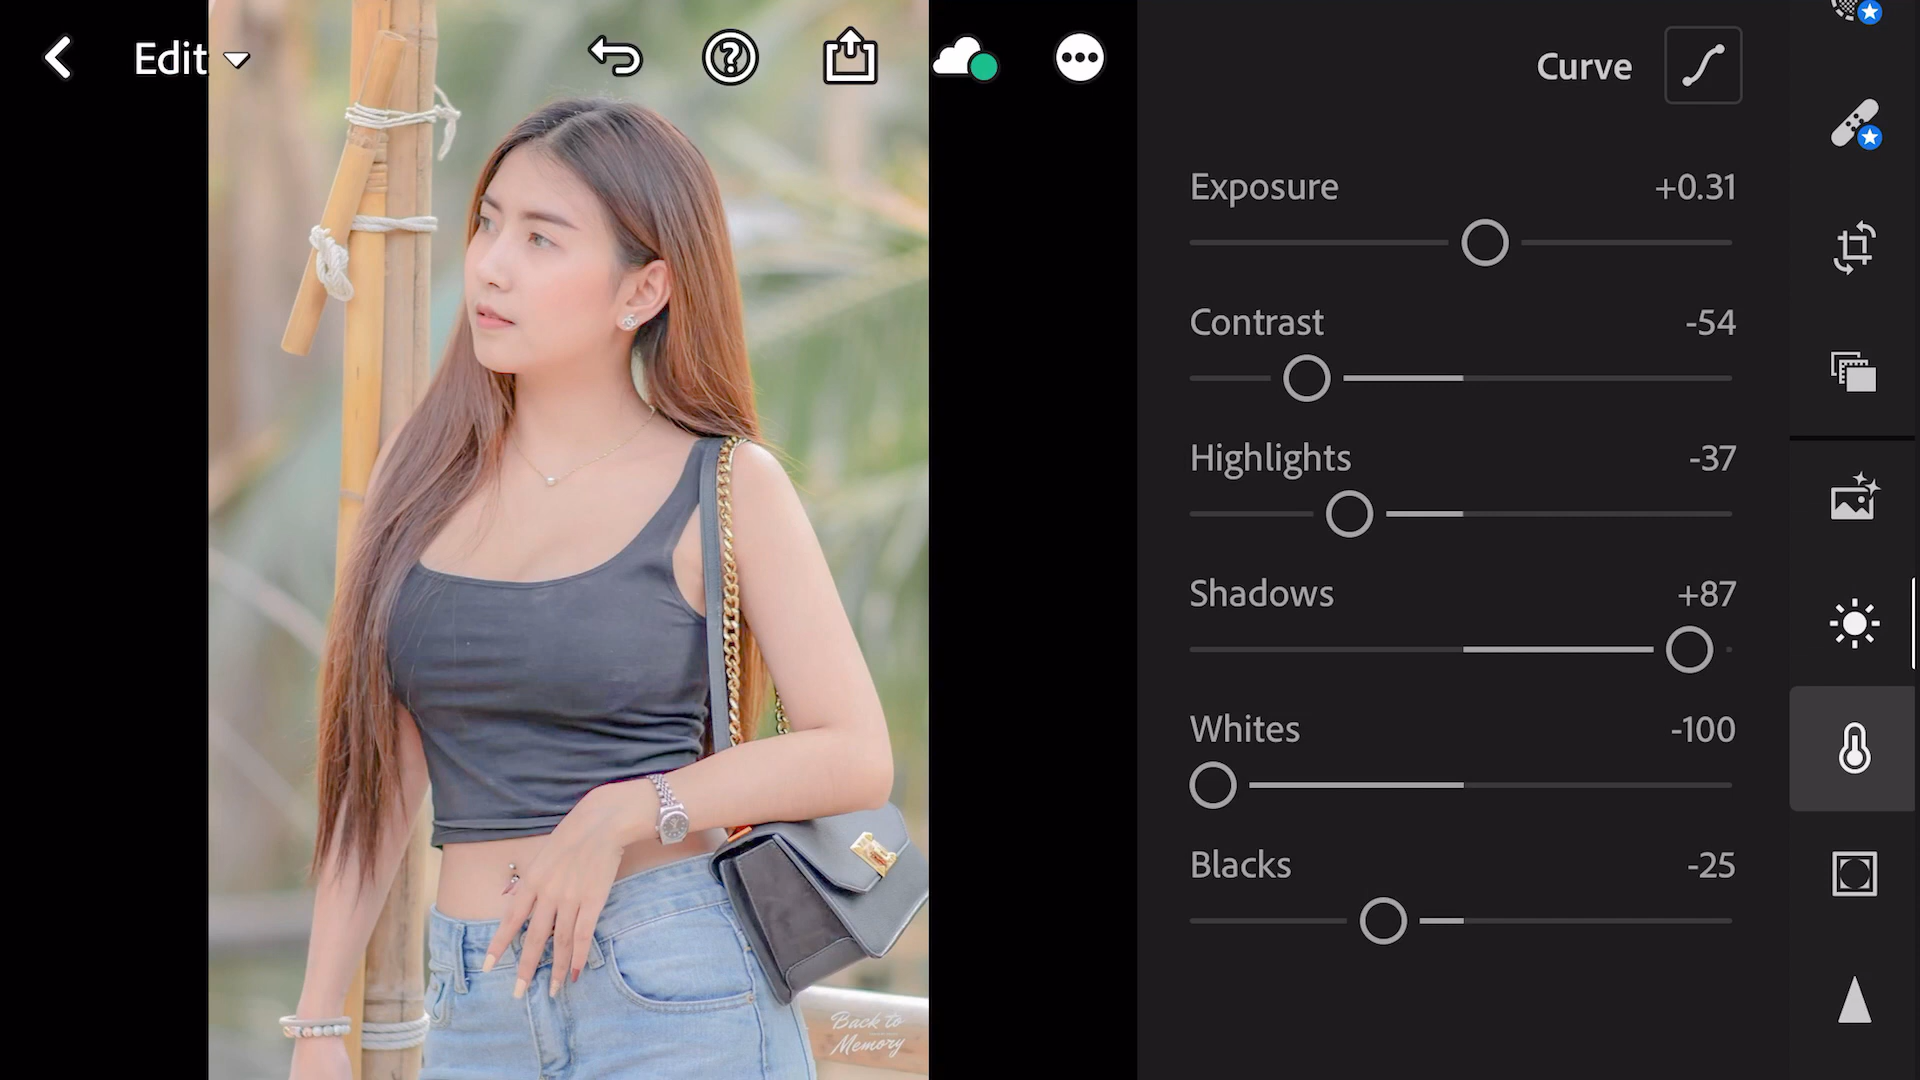 Edit
Curve
Exposure +0.31
Contrast -54
Highlights -37
Shadows +87
Whites -100
Blacks -25
Back to
Memory